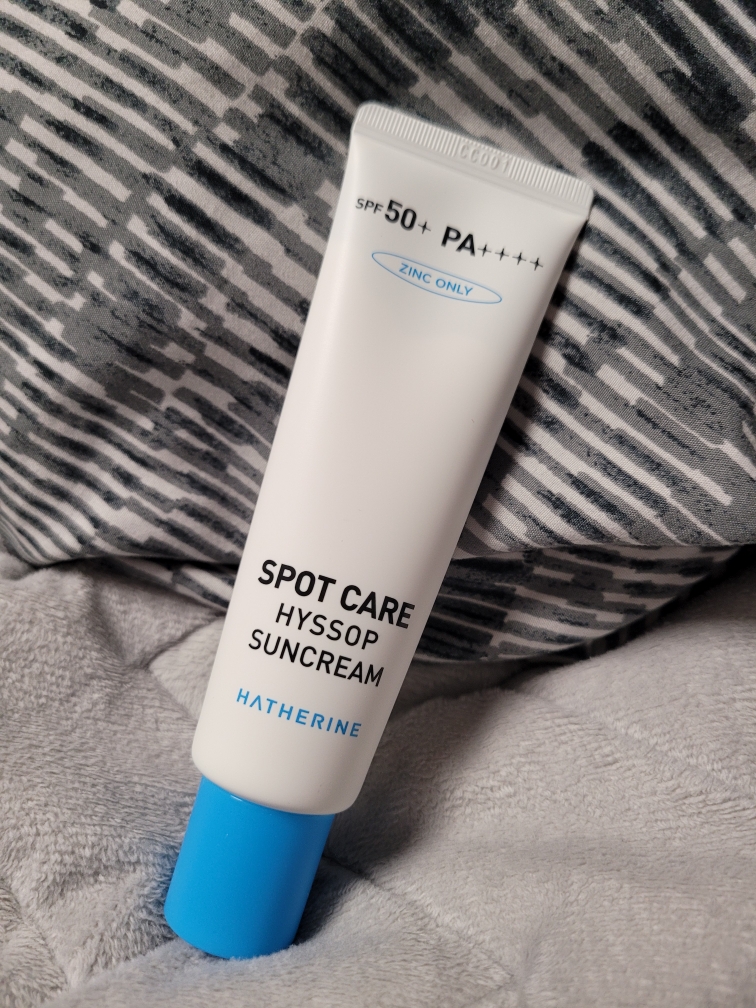 SPF 50+ PA++++
ZINC ONLY
SPOT CARE
HYSSOP
SUNCREAM
HATHERINE